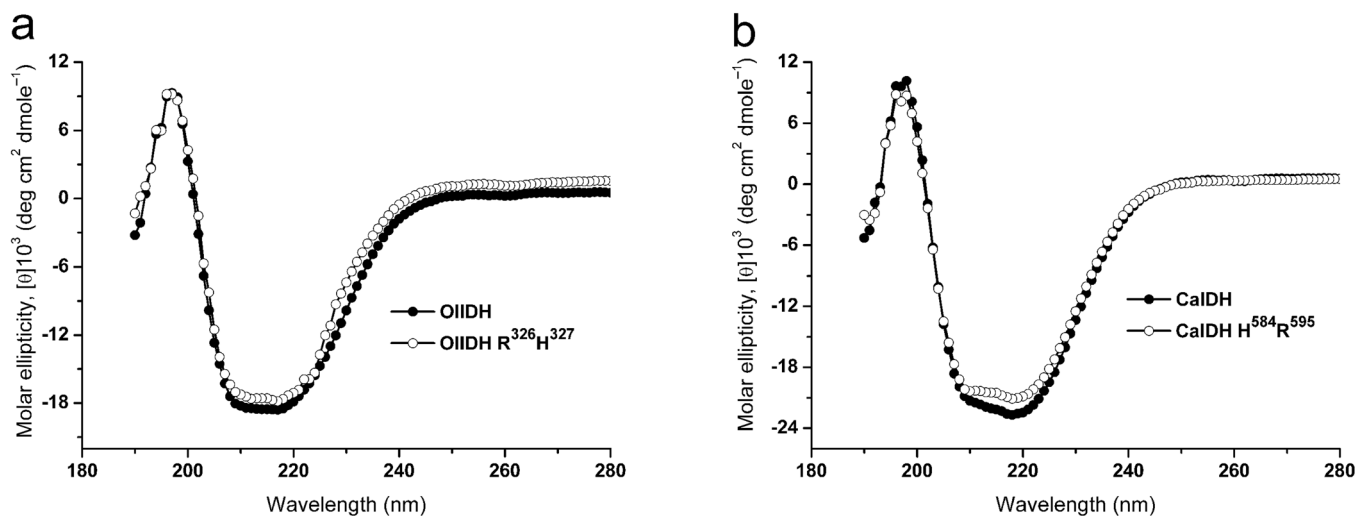 a
Molar ellipticity, [θ]10³ (deg cm² dmole⁻¹)
12
6
0
-6
-12
-18
180
200
220
240
260
280
Wavelength (nm)
OlIDH
OlIDH R³²⁶H³²⁷
b
Molar ellipticity, [θ]10³ (deg cm² dmole⁻¹)
12
6
0
-6
-12
-18
-24
180
200
220
240
260
280
Wavelength (nm)
CaIDH
CaIDH H⁵⁸⁴R⁵⁹⁵